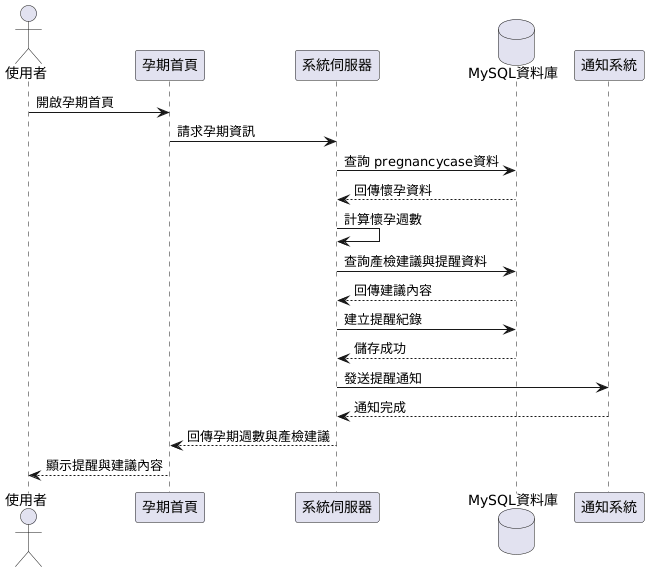 使用者
孕期首頁
系統伺服器
MySQL資料庫
通知系統
開啟孕期首頁
請求孕期資訊
查詢 pregnancycase資料
回傳懷孕資料
計算懷孕週數
查詢產檢建議與提醒資料
回傳建議內容
建立提醒紀錄
儲存成功
發送提醒通知
通知完成
回傳孕期週數與產檢建議
顯示提醒與建議內容
使用者
孕期首頁
系統伺服器
MySQL資料庫
通知系統